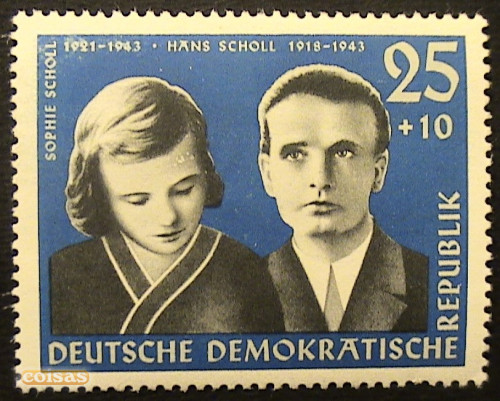 SOPHIE SCHOLL 1921-1943 · HANS SCHOLL 1918-1943
25
+10
DEUTSCHE DEMOKRATISCHE
REPUBLIK
coisas